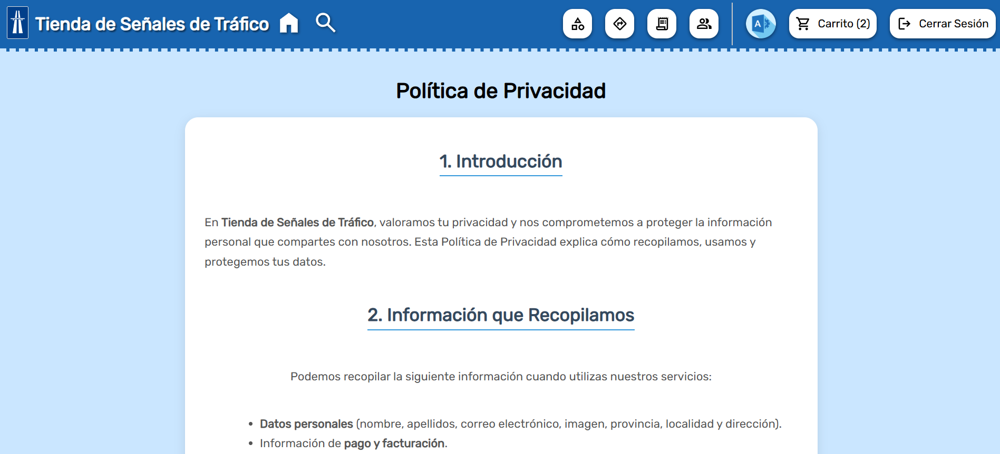 Tienda de Señales de Tráfico
A
Carrito (2)
Cerrar Sesión
Política de Privacidad
1. Introducción
En Tienda de Señales de Tráfico, valoramos tu privacidad y nos comprometemos a proteger la información
personal que compartes con nosotros. Esta Política de Privacidad explica cómo recopilamos, usamos y
protegemos tus datos.
2. Información que Recopilamos
Podemos recopilar la siguiente información cuando utilizas nuestros servicios:
• Datos personales (nombre, apellidos, correo electrónico, imagen, provincia, localidad y dirección).
• Información de pago y facturación.